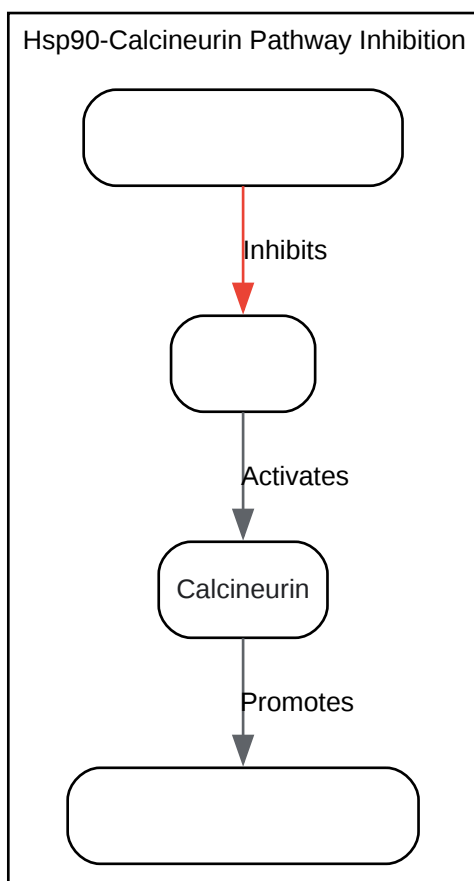 Hsp90-Calcineurin Pathway Inhibition
Inhibits
Activates
Calcineurin
Promotes